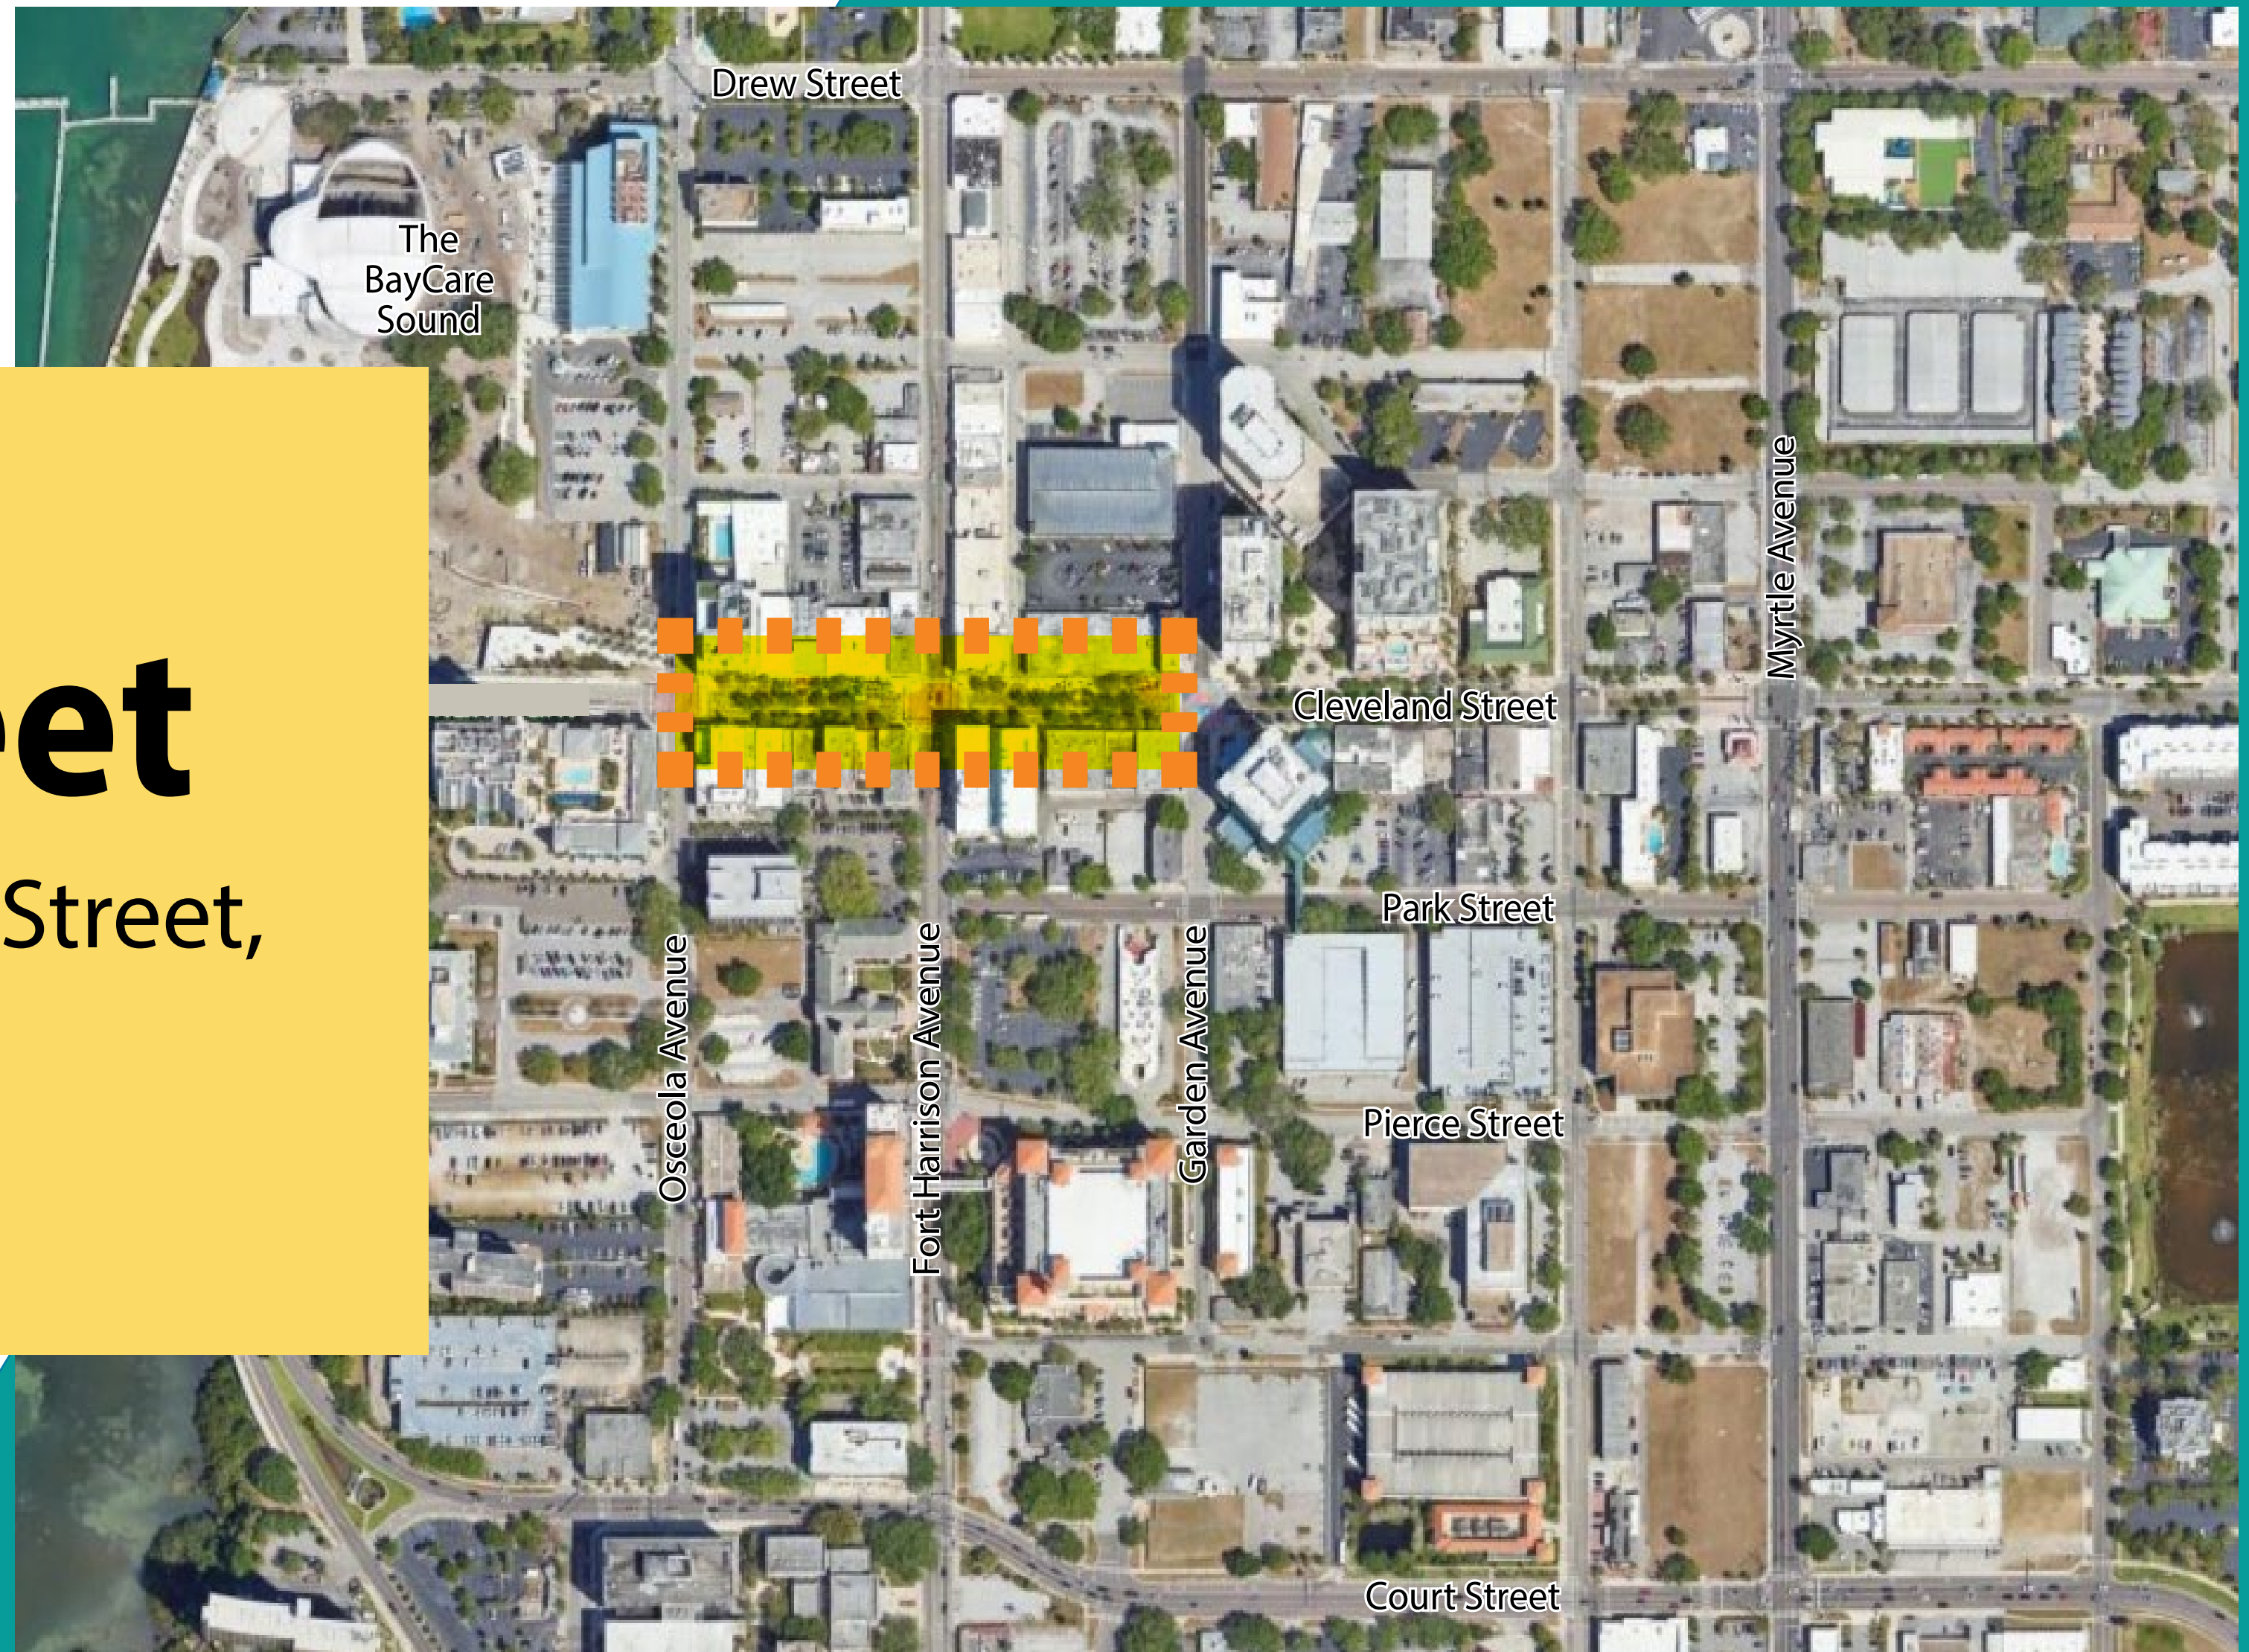 Drew Street
The
BayCare
Sound
Myrtle Avenue
eet
Cleveland Street
Street,
Park Street
Osceola Avenue
Fort Harrison Avenue
Garden Avenue
Pierce Street
Court Street